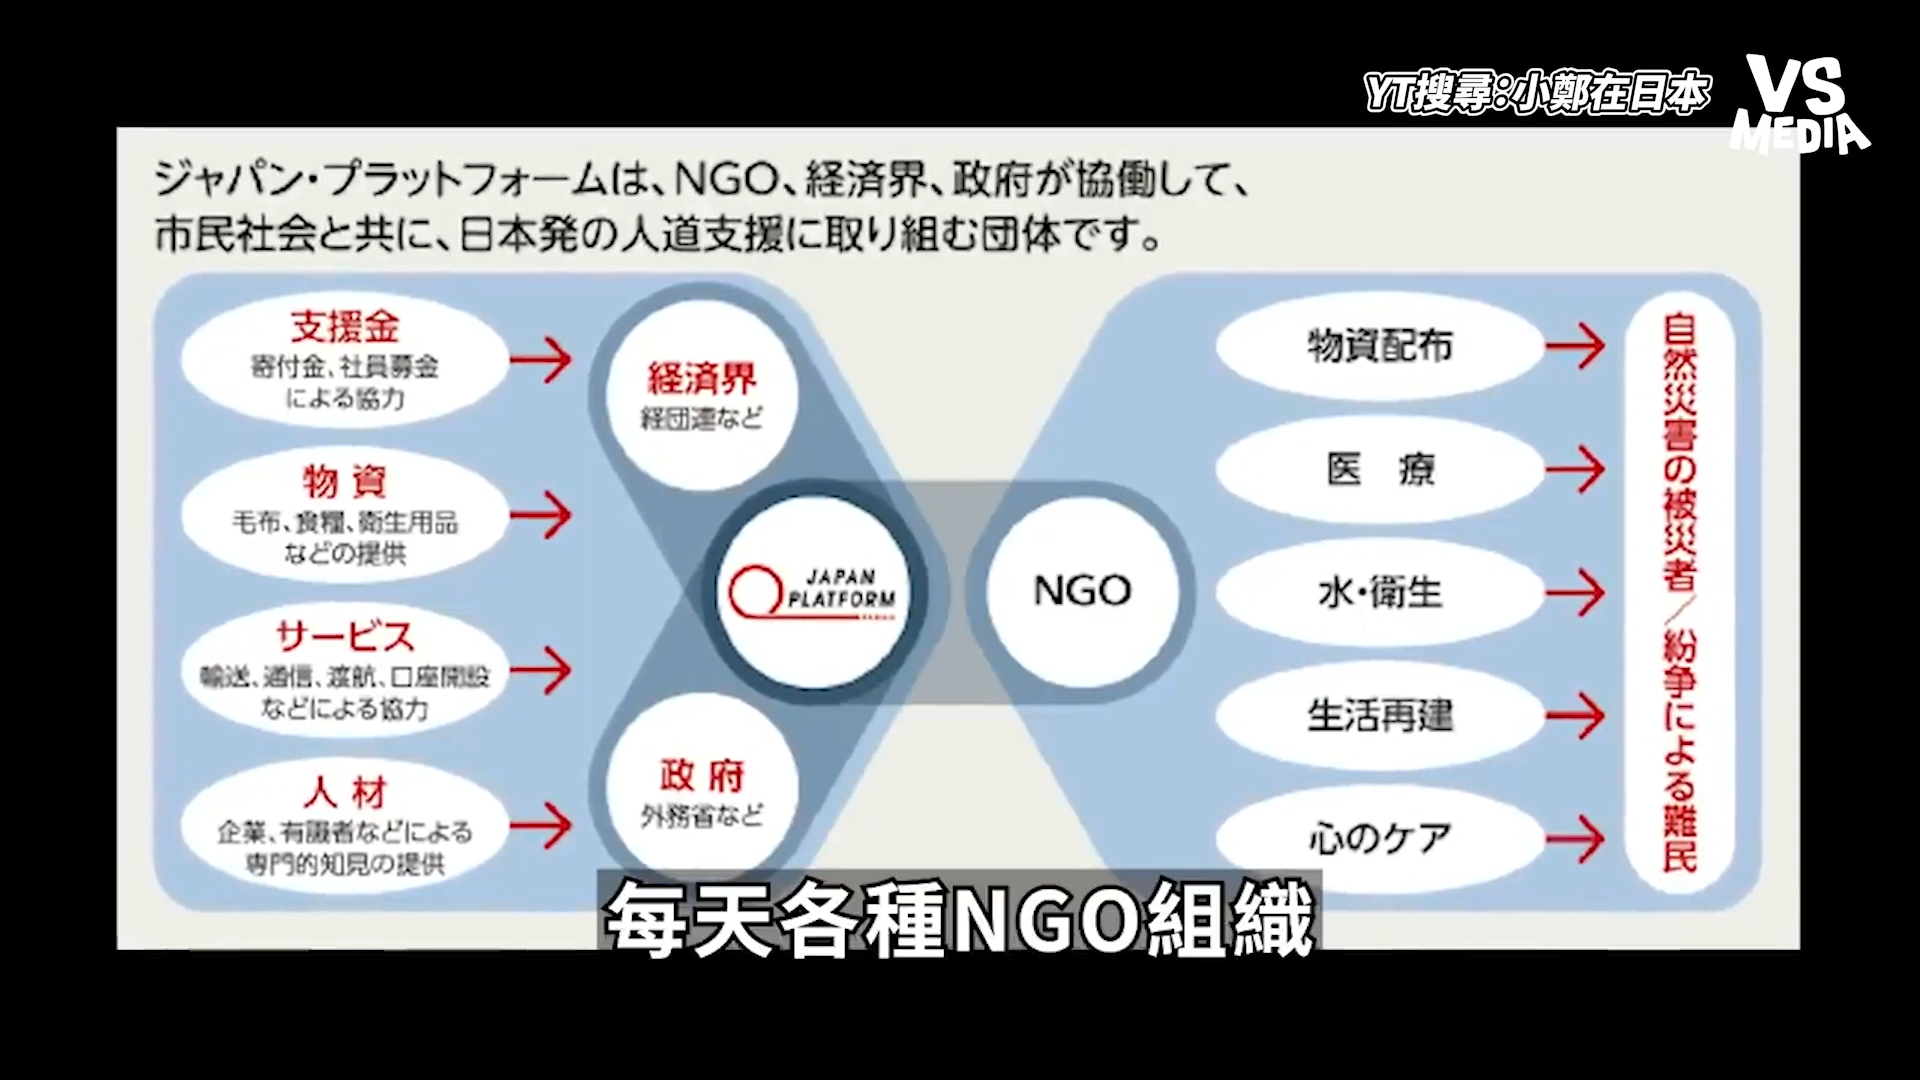 YT搜尋:小鄭在日本
VS
MEDIA
ジャパン・プラットフォームは、NGO、経済界、政府が協働して、
市民社会と共に、日本発の人道支援に取り組む団体です。
支援金
寄付金、社員募金
による協力
物 資
毛布、食糧、衛生用品
などの提供
サービス
輸送、通信、渡航、口座開設
などによる協力
人 材
企業、有識者などによる
専門的知見の提供
経済界
経団連など
JAPAN
PLATFORM
政 府
外務省など
NGO
物資配布
医 療
水・衛生
生活再建
心のケア
自然災害の被災者/紛争による難民
每天各種NGO組織